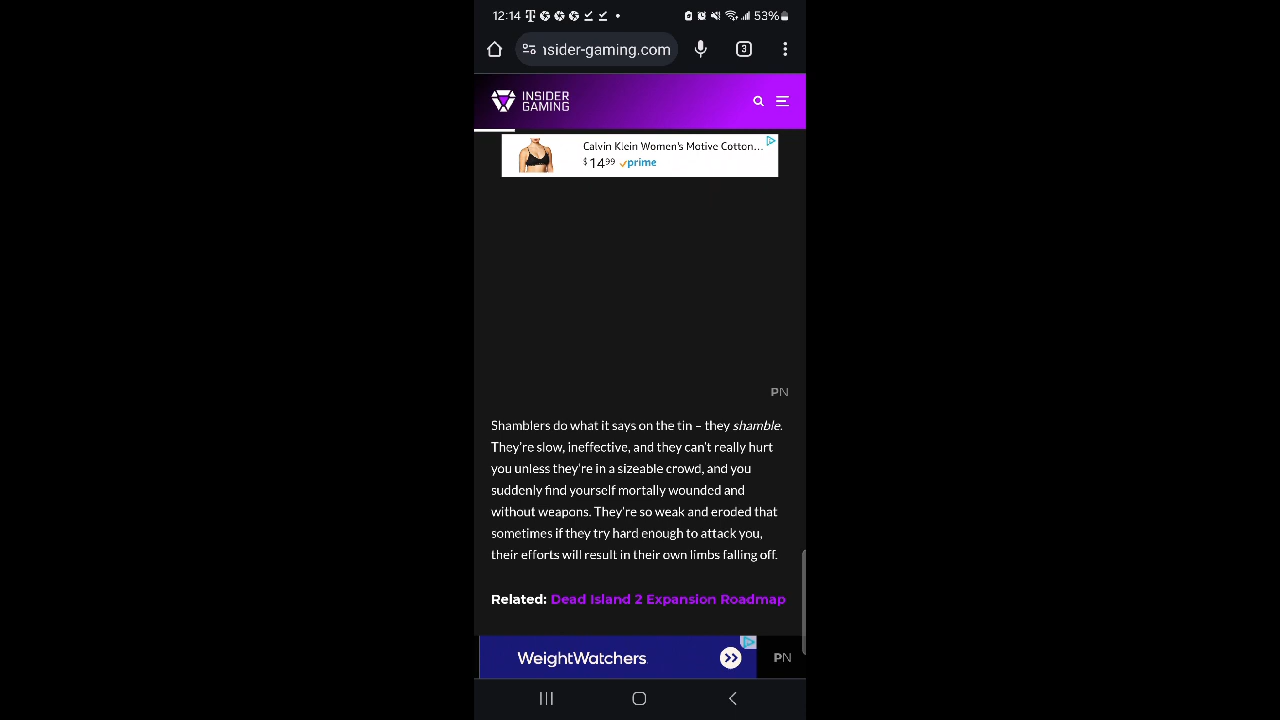 12:14 53%
ısider-gaming.com 3
INSIDER
GAMING
Calvin Klein Women's Motive Cotton...
$14.99 prime
PN
Shamblers do what it says on the tin – they shamble.
They're slow, ineffective, and they can't really hurt
you unless they're in a sizeable crowd, and you
suddenly find yourself mortally wounded and
without weapons. They're so weak and eroded that
sometimes if they try hard enough to attack you,
their efforts will result in their own limbs falling off.
Related: Dead Island 2 Expansion Roadmap
WeightWatchers
PN